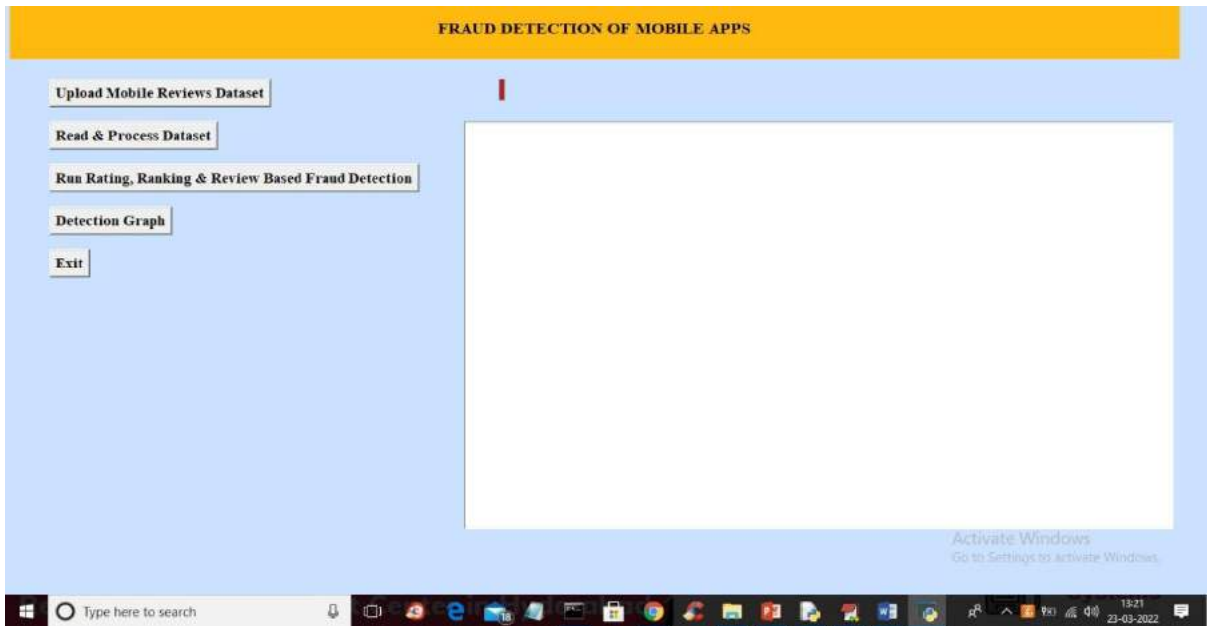 FRAUD DETECTION OF MOBILE APPS
Upload Mobile Reviews Dataset
Read & Process Dataset
Run Rating, Ranking & Review Based Fraud Detection
Detection Graph
Exit
Activate Windows
Go to Settings to activate Windows.
Type here to search
18
13:21
23-03-2022